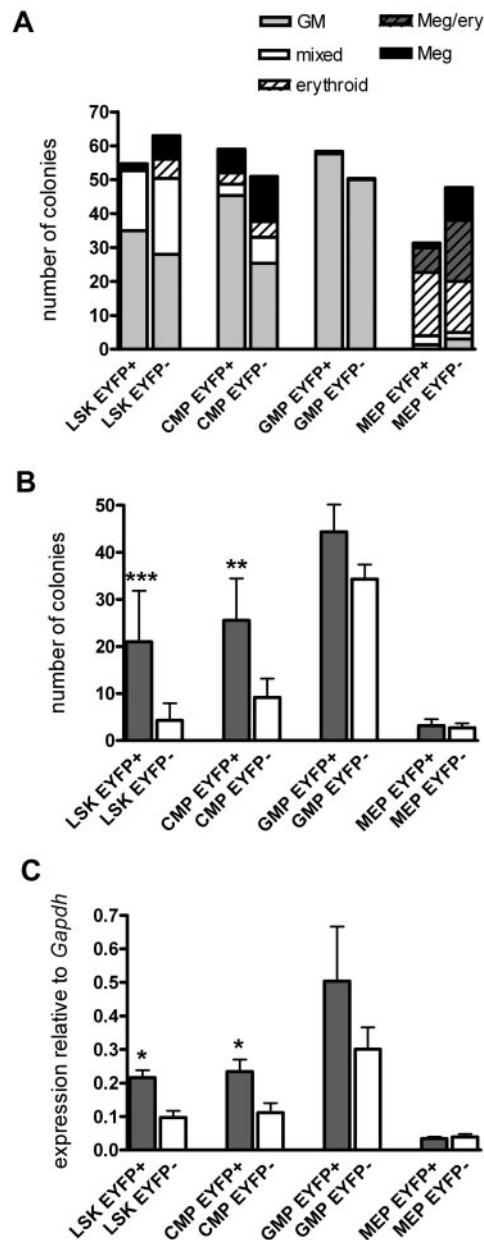 A
GM
mixed
erythroid
Meg/ery
Meg
number of colonies
70
60
50
40
30
20
10
0
LSK EYFP+
LSK EYFP-
CMP EYFP+
CMP EYFP-
GMP EYFP+
GMP EYFP-
MEP EYFP+
MEP EYFP-
B
number of colonies
50
40
30
20
10
0
***
**
LSK EYFP+
LSK EYFP-
CMP EYFP+
CMP EYFP-
GMP EYFP+
GMP EYFP-
MEP EYFP+
MEP EYFP-
C
expression relative to Gapdh
0.7
0.6
0.5
0.4
0.3
0.2
0.1
0.0
*
*
LSK EYFP+
LSK EYFP-
CMP EYFP+
CMP EYFP-
GMP EYFP+
GMP EYFP-
MEP EYFP+
MEP EYFP-